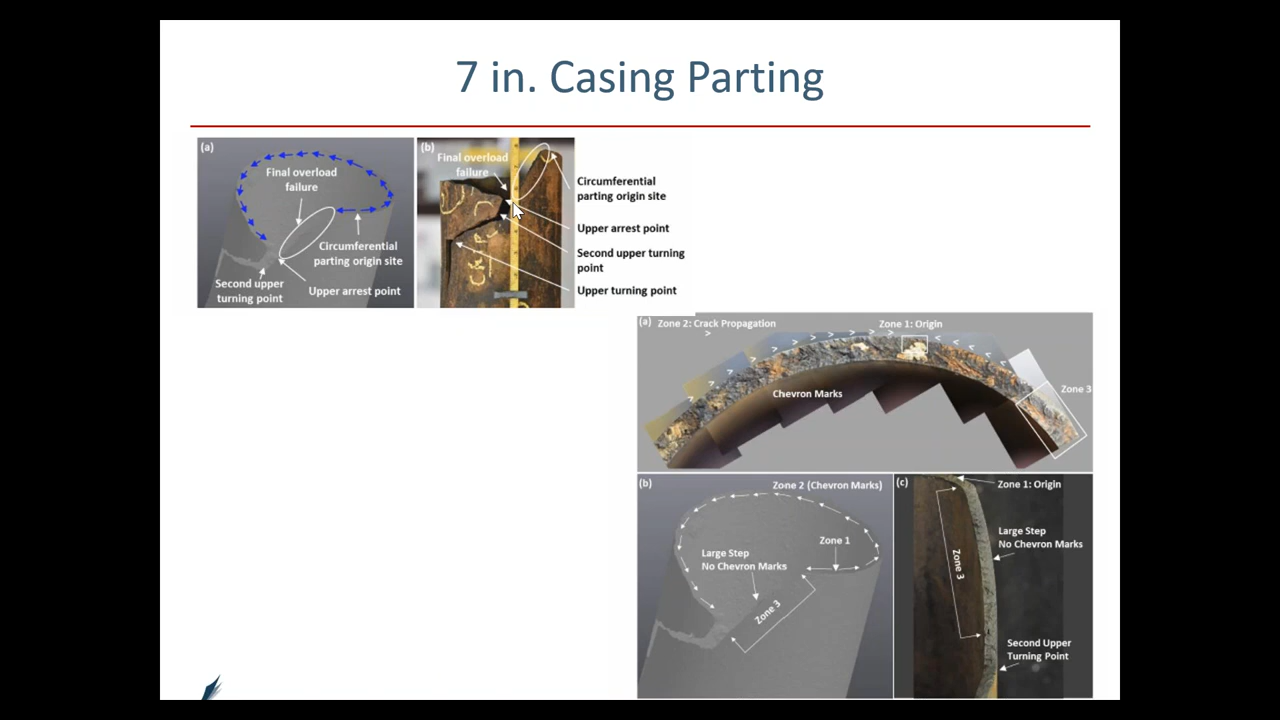 7 in. Casing Parting
(a)
Final overload
failure
Circumferential
parting origin site
Second upper
turning point
Upper arrest point
(b)
Final overload
failure
Circumferential
parting origin site
Upper arrest point
Second upper turning
point
Upper turning point
(a) Zone 2: Crack Propagation
Zone 1: Origin
Zone 3
Chevron Marks
(b)
Zone 2 (Chevron Marks)
Zone 1
Large Step
No Chevron Marks
Zone 3
(c)
Zone 1: Origin
Large Step
No Chevron Marks
Zone 3
Second Upper
Turning Point